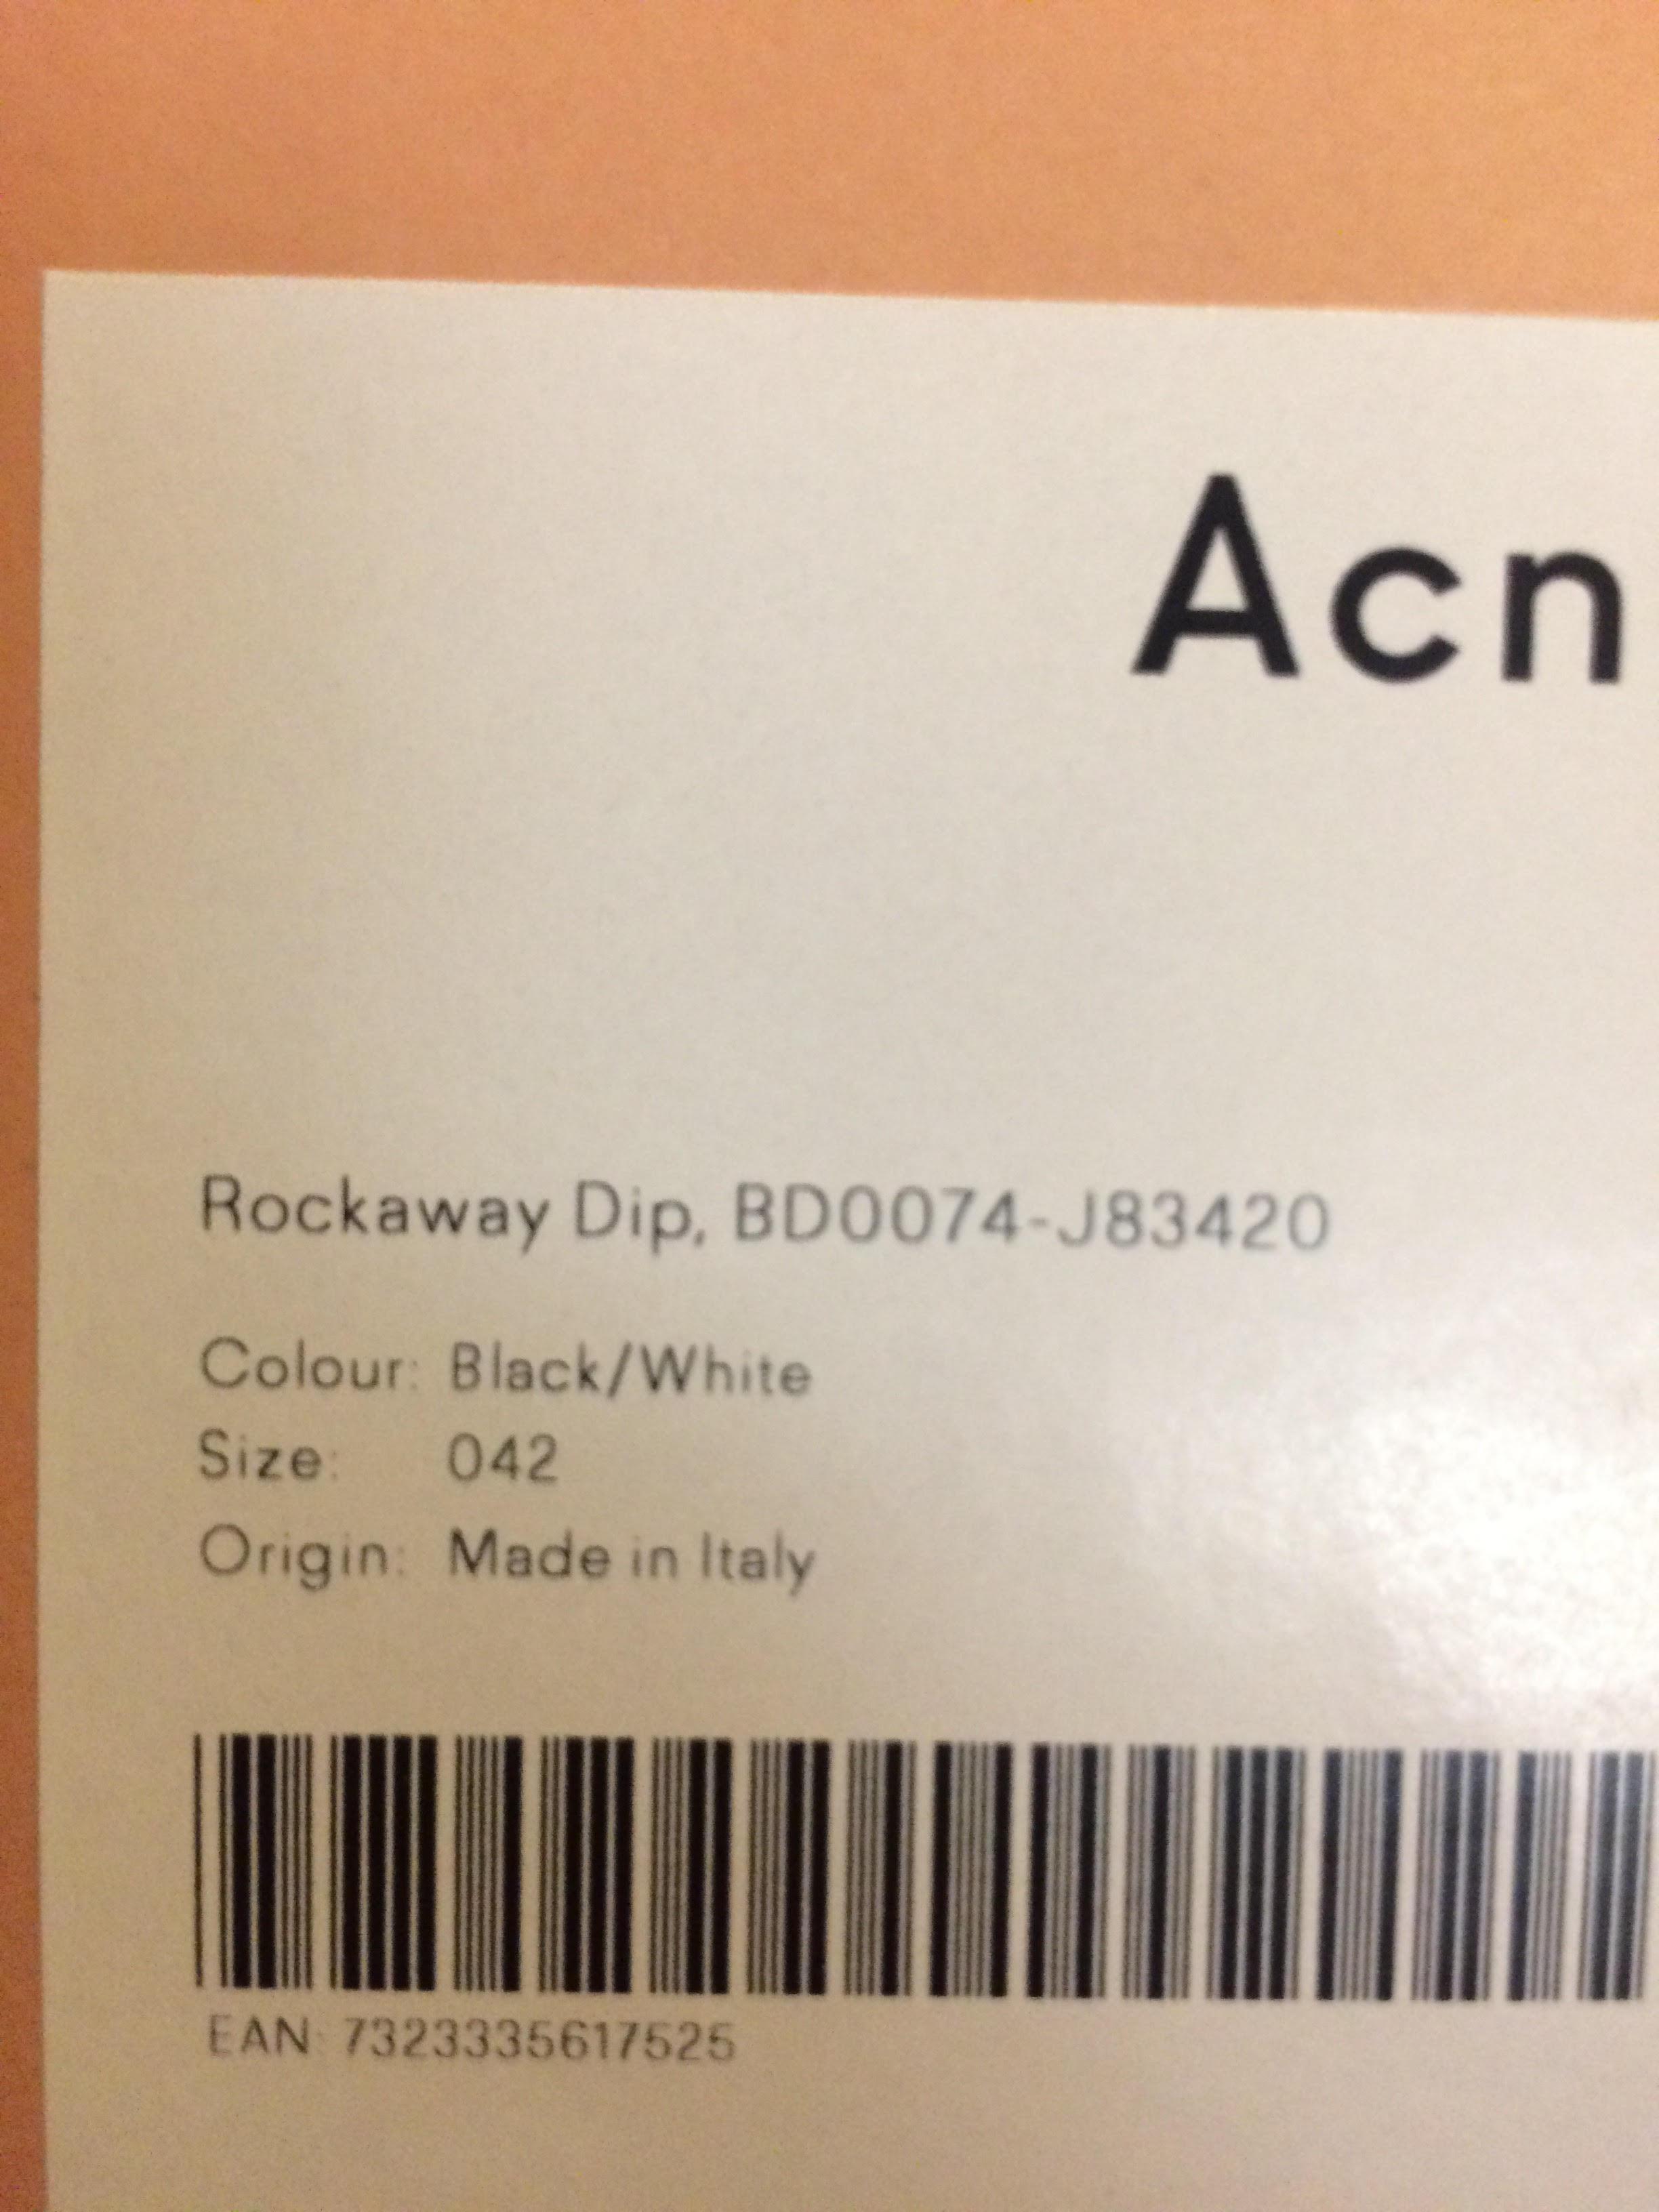 Acn
Rockaway Dip, BD0074-J83420
Colour: Black/White
Size: 042
Origin: Made in Italy
EAN: 7323335617525